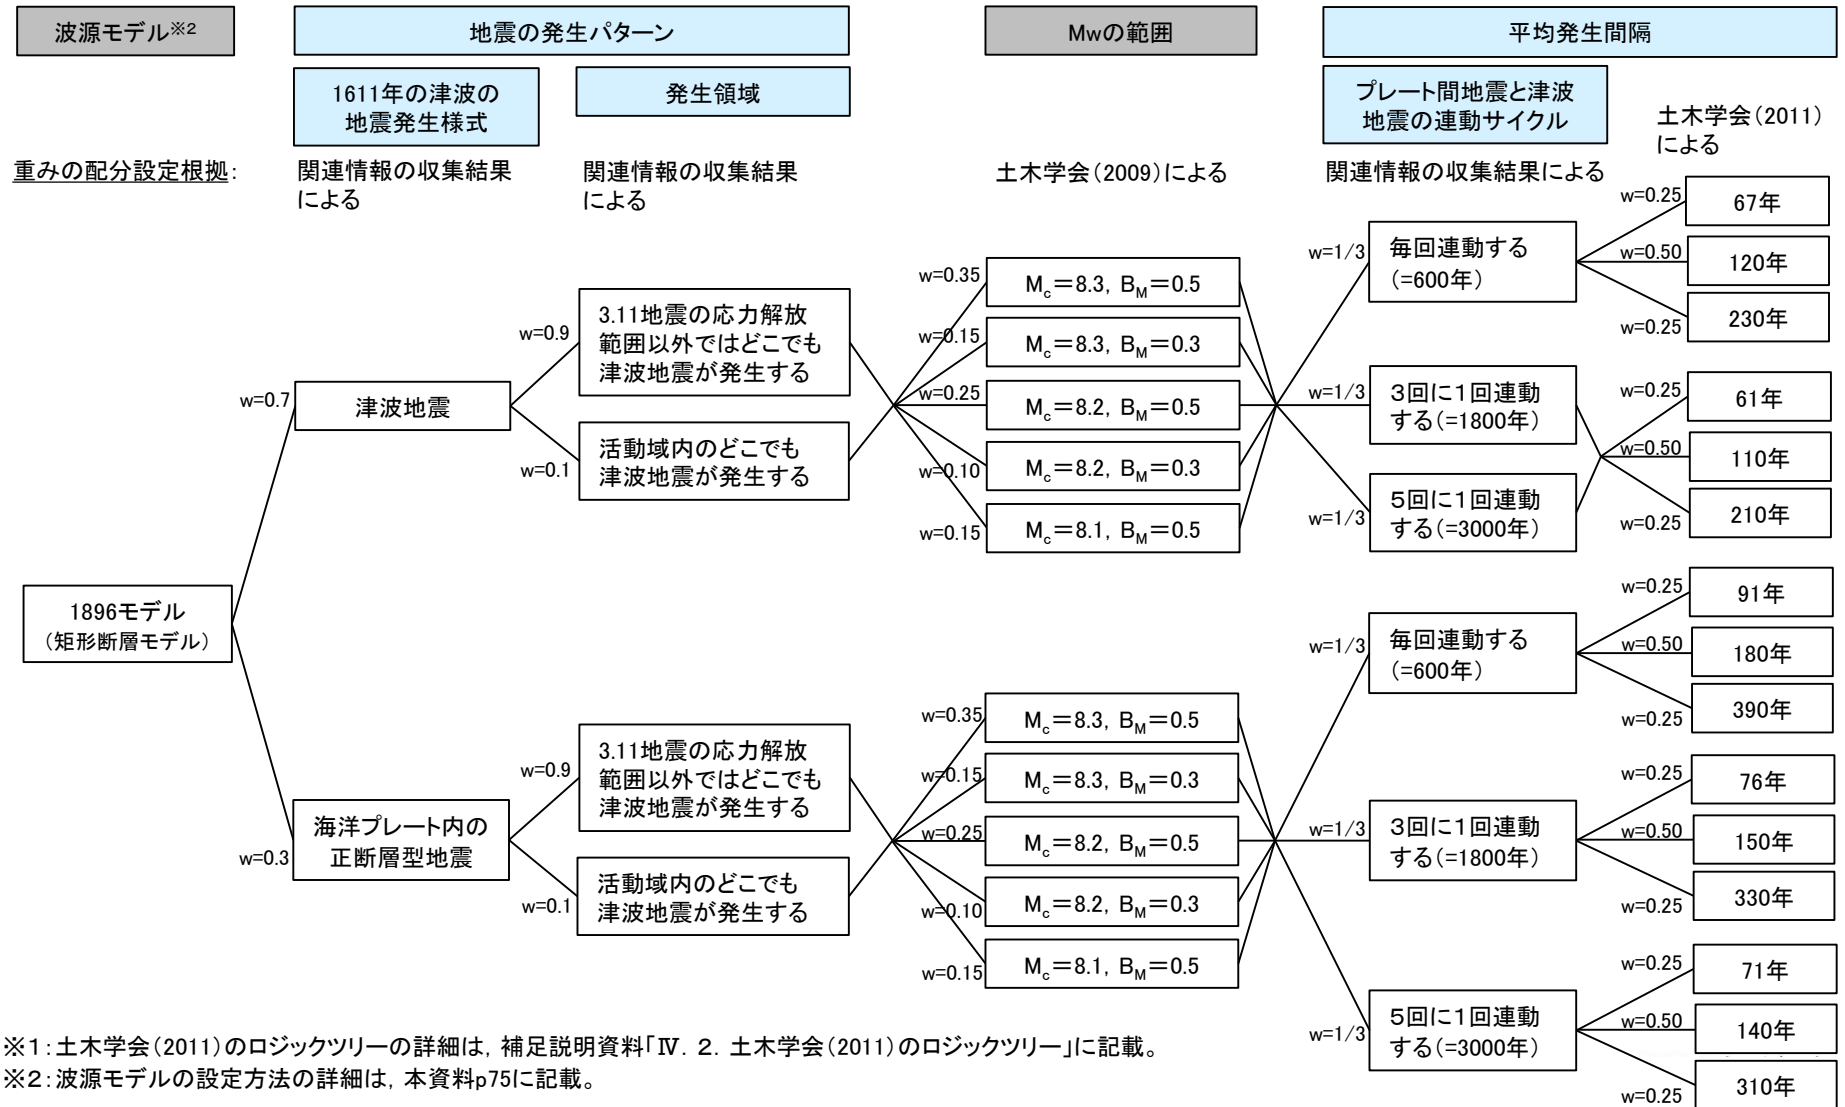 波源モデル※2
地震の発生パターン
Mwの範囲
平均発生間隔
1611年の津波の
地震発生様式
発生領域
プレート間地震と津波
地震の連動サイクル
土木学会(2011)
による
重みの配分設定根拠:
関連情報の収集結果
による
関連情報の収集結果
による
土木学会(2009)による
関連情報の収集結果による
1896モデル
(矩形断層モデル)
w=0.7
津波地震
w=0.9
3.11地震の応力解放
範囲以外ではどこでも
津波地震が発生する
w=0.1
活動域内のどこでも
津波地震が発生する
w=0.35
Mc=8.3, BM=0.5
w=0.15
Mc=8.3, BM=0.3
w=0.25
Mc=8.2, BM=0.5
w=0.10
Mc=8.2, BM=0.3
w=0.15
Mc=8.1, BM=0.5
w=1/3
毎回連動する
(=600年)
w=0.25
67年
w=0.50
120年
w=0.25
230年
w=1/3
3回に1回連動
する(=1800年)
w=1/3
5回に1回連動
する(=3000年)
w=0.25
61年
w=0.50
110年
w=0.25
210年
w=0.3
海洋プレート内の
正断層型地震
w=0.9
3.11地震の応力解放
範囲以外ではどこでも
津波地震が発生する
w=0.1
活動域内のどこでも
津波地震が発生する
w=0.35
Mc=8.3, BM=0.5
w=0.15
Mc=8.3, BM=0.3
w=0.25
Mc=8.2, BM=0.5
w=0.10
Mc=8.2, BM=0.3
w=0.15
Mc=8.1, BM=0.5
w=1/3
毎回連動する
(=600年)
w=0.25
91年
w=0.50
180年
w=0.25
390年
w=1/3
3回に1回連動
する(=1800年)
w=0.25
76年
w=0.50
150年
w=0.25
330年
w=1/3
5回に1回連動
する(=3000年)
w=0.25
71年
w=0.50
140年
w=0.25
310年
※1:土木学会(2011)のロジックツリーの詳細は, 補足説明資料「Ⅳ. 2. 土木学会(2011)のロジックツリー」に記載。
※2:波源モデルの設定方法の詳細は, 本資料p75に記載。